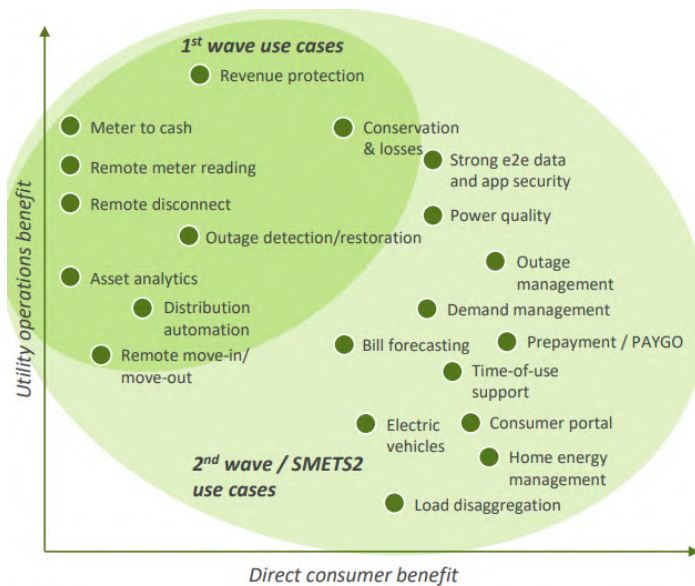 1st wave use cases
Revenue protection
Meter to cash
Conservation
& losses
Remote meter reading
Strong e2e data
and app security
Remote disconnect
Power quality
Outage detection/restoration
Outage
management
Asset analytics
Distribution
automation
Demand management
Remote move-in/
move-out
Bill forecasting
Prepayment / PAYGO
Time-of-use
support
Electric
vehicles
Consumer portal
2nd wave / SMETS2
use cases
Home energy
management
Load disaggregation
Utility operations benefit
Direct consumer benefit